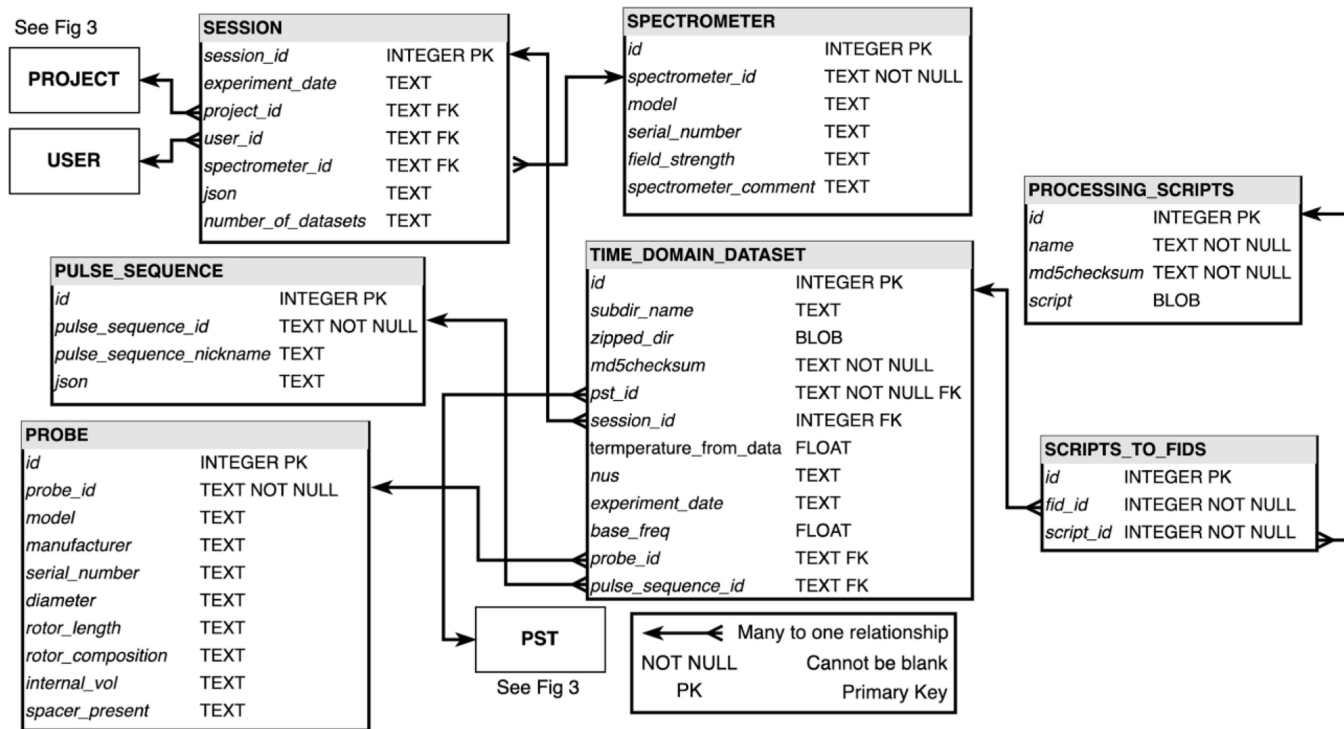 See Fig 3
PROJECT
USER
SESSION
session_id INTEGER PK
experiment_date TEXT
project_id TEXT FK
user_id TEXT FK
spectrometer_id TEXT FK
json TEXT
number_of_datasets TEXT
SPECTROMETER
id INTEGER PK
spectrometer_id TEXT NOT NULL
model TEXT
serial_number TEXT
field_strength TEXT
spectrometer_comment TEXT
PROCESSING_SCRIPTS
id INTEGER PK
name TEXT NOT NULL
md5checksum TEXT NOT NULL
script BLOB
PULSE_SEQUENCE
id INTEGER PK
pulse_sequence_id TEXT NOT NULL
pulse_sequence_nickname TEXT
json TEXT
TIME_DOMAIN_DATASET
id INTEGER PK
subdir_name TEXT
zipped_dir BLOB
md5checksum TEXT NOT NULL
pst_id TEXT NOT NULL FK
session_id INTEGER FK
termperature_from_data FLOAT
nus TEXT
experiment_date TEXT
base_freq FLOAT
probe_id TEXT FK
pulse_sequence_id TEXT FK
PROBE
id INTEGER PK
probe_id TEXT NOT NULL
model TEXT
manufacturer TEXT
serial_number TEXT
diameter TEXT
rotor_length TEXT
rotor_composition TEXT
internal_vol TEXT
spacer_present TEXT
SCRIPTS_TO_FIDS
id INTEGER PK
fid_id INTEGER NOT NULL
script_id INTEGER NOT NULL
PST
See Fig 3
Many to one relationship
NOT NULL Cannot be blank
PK Primary Key